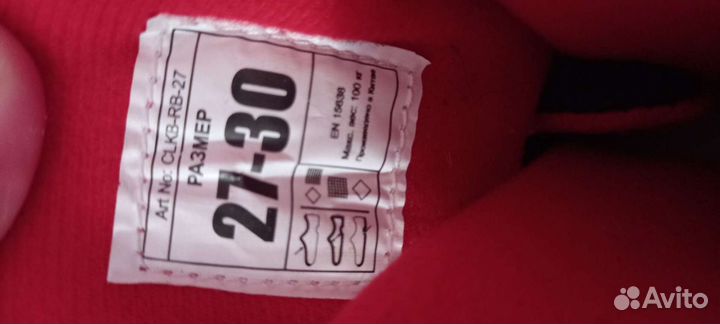 Art No: CLKB-RB-27
РАЗМЕР
27-30
EN 15638
Макс. вес: 100 кг
Произведено в Китае
Avito